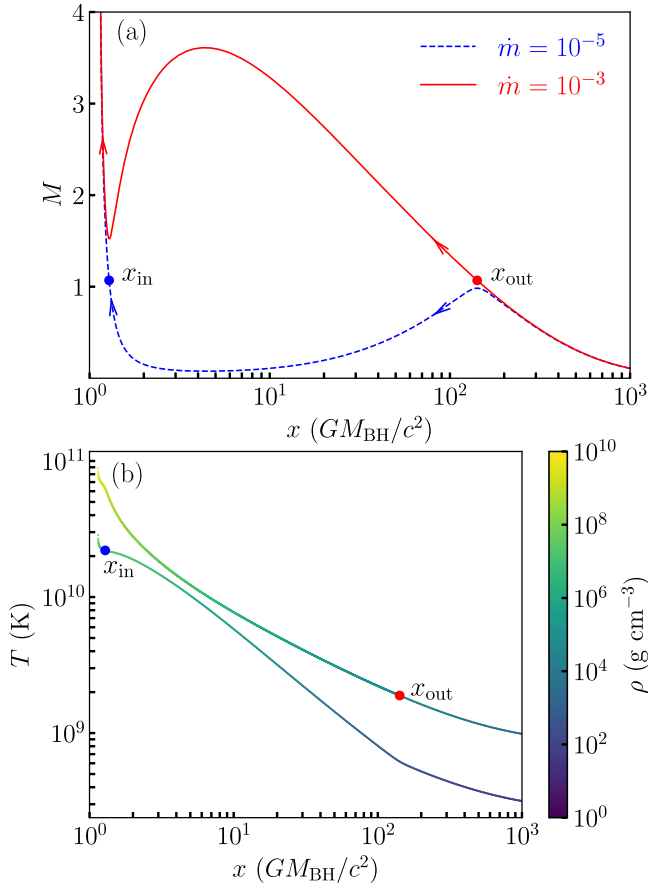 (a)
ṁ = 10⁻⁵
ṁ = 10⁻³
4
3
2
1
M
x_in
x_out
10⁰ 10¹ 10² 10³
x (GM_BH/c²)
(b)
10¹¹
10¹⁰
10⁹
T (K)
x_in
x_out
10⁰ 10¹ 10² 10³
x (GM_BH/c²)
10¹⁰
10⁸
10⁶
10⁴
10²
10⁰
ρ (g cm⁻³)